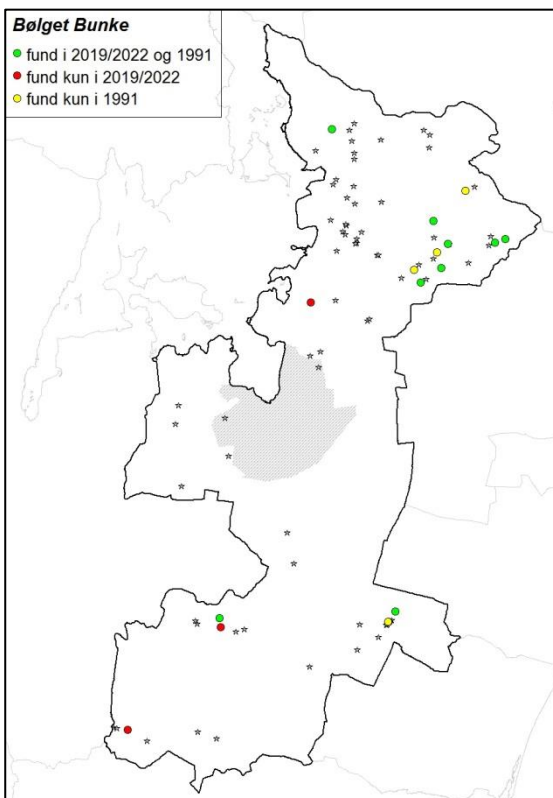 Bølget Bunke
fund i 2019/2022 og 1991
fund kun i 2019/2022
fund kun i 1991